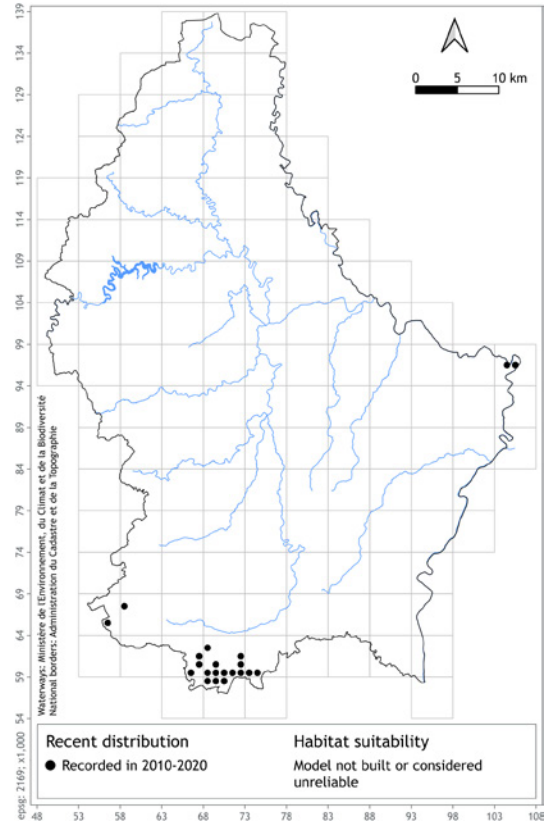 139
134
129
124
119
114
109
104
99
94
89
84
79
74
69
64
59
54
0 5 10 km
Waterways: Ministère de l'Environnement, du Climat et de la Biodiversité
National borders: Administration du Cadastre et de la Topographie
epsg: 2169; x1,000
Recent distribution
Recorded in 2010-2020
Habitat suitability
Model not built or considered
unreliable
48 53 58 63 68 73 78 83 88 93 98 103 108